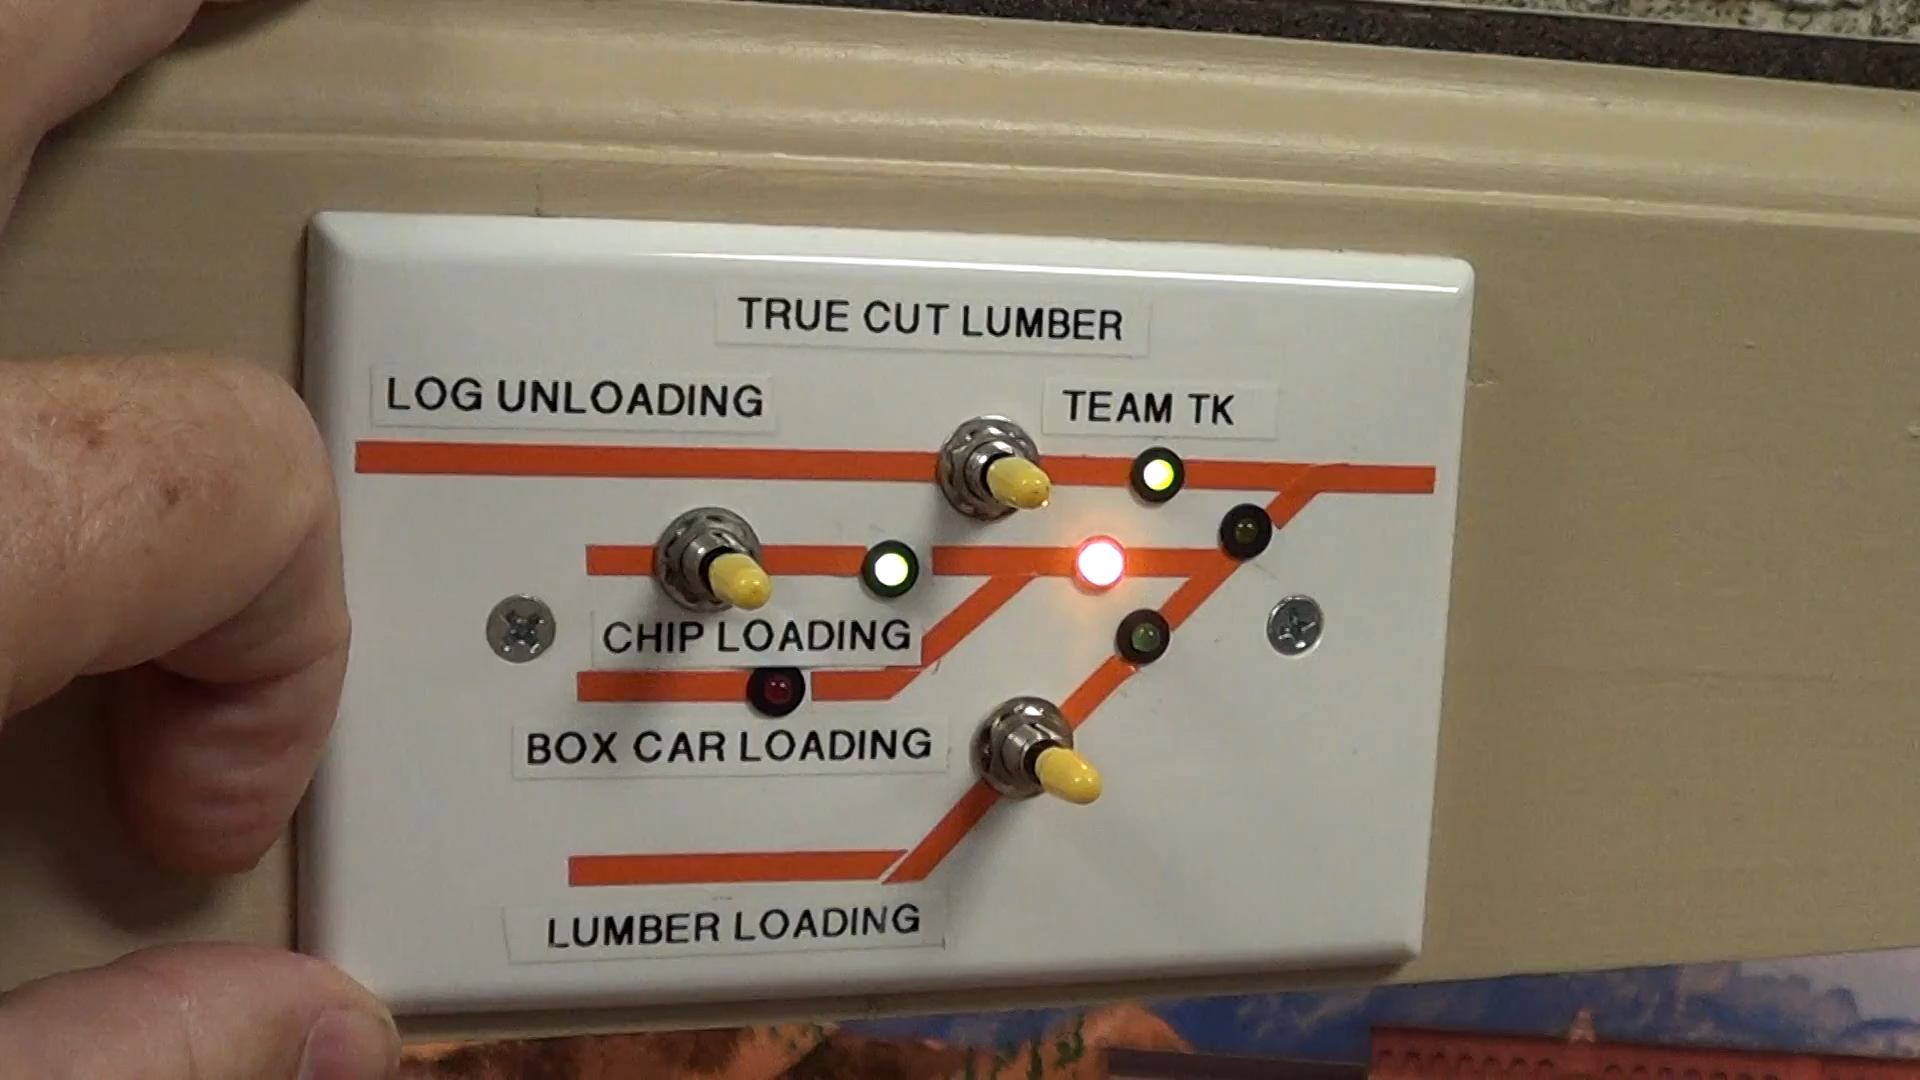 TRUE CUT LUMBER
LOG UNLOADING
TEAM TK
CHIP LOADING
BOX CAR LOADING
LUMBER LOADING